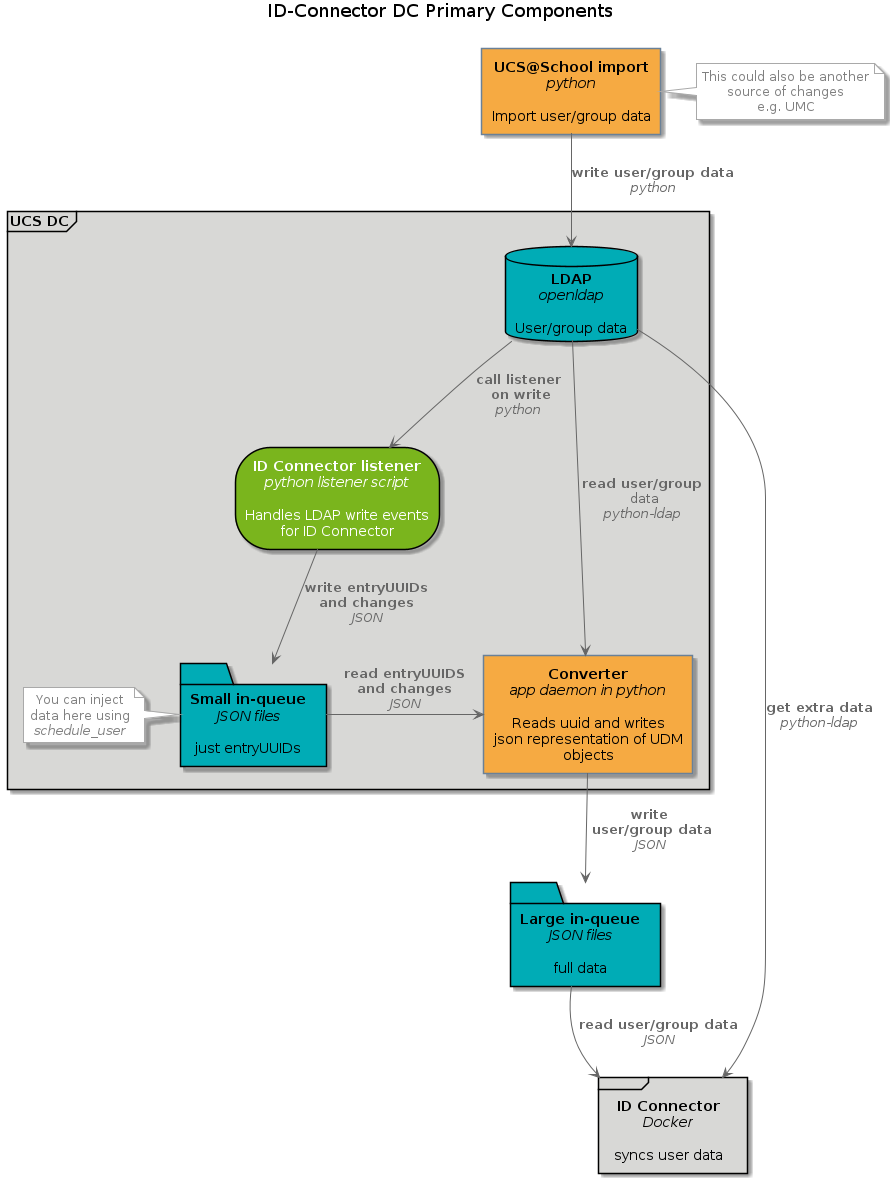 ID-Connector DC Primary Components
UCS@School import
python
Import user/group data
This could also be another
source of changes
e.g. UMC
write user/group data
python
UCS DC
LDAP
openldap
User/group data
call listener
on write
python
ID Connector listener
python listener script
Handles LDAP write events
for ID Connector
read user/group
data
python-ldap
write entryUUIDs
and changes
JSON
You can inject
data here using
schedule_user
Small in-queue
JSON files
just entryUUIDs
read entryUUIDS
and changes
JSON
Converter
app daemon in python
Reads uuid and writes
json representation of UDM
objects
get extra data
python-ldap
write
user/group data
JSON
Large in-queue
JSON files
full data
read user/group data
JSON
ID Connector
Docker
syncs user data